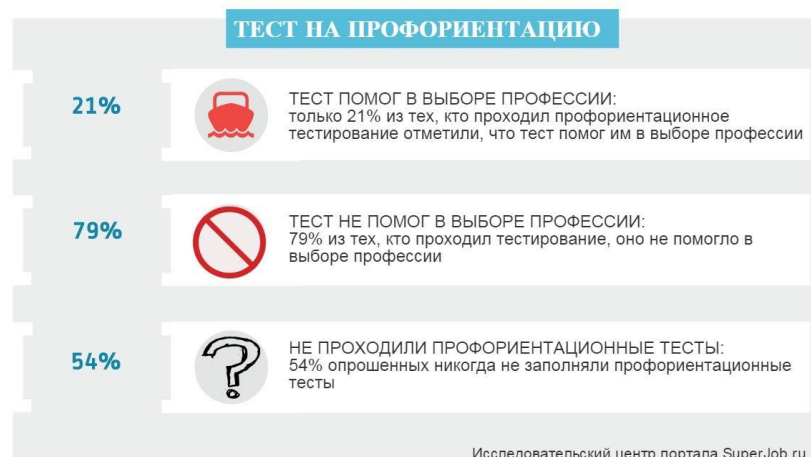 ТЕСТ НА ПРОФОРИЕНТАЦИЮ
21%
ТЕСТ ПОМОГ В ВЫБОРЕ ПРОФЕССИИ:
только 21% из тех, кто проходил профориентационное
тестирование отметили, что тест помог им в выборе профессии
79%
ТЕСТ НЕ ПОМОГ В ВЫБОРЕ ПРОФЕССИИ:
79% из тех, кто проходил тестирование, оно не помогло в
выборе профессии
54%
?
НЕ ПРОХОДИЛИ ПРОФОРИЕНТАЦИОННЫЕ ТЕСТЫ:
54% опрошенных никогда не заполняли профориентационные
тесты
Исследовательский центр портала SuperJob.ru